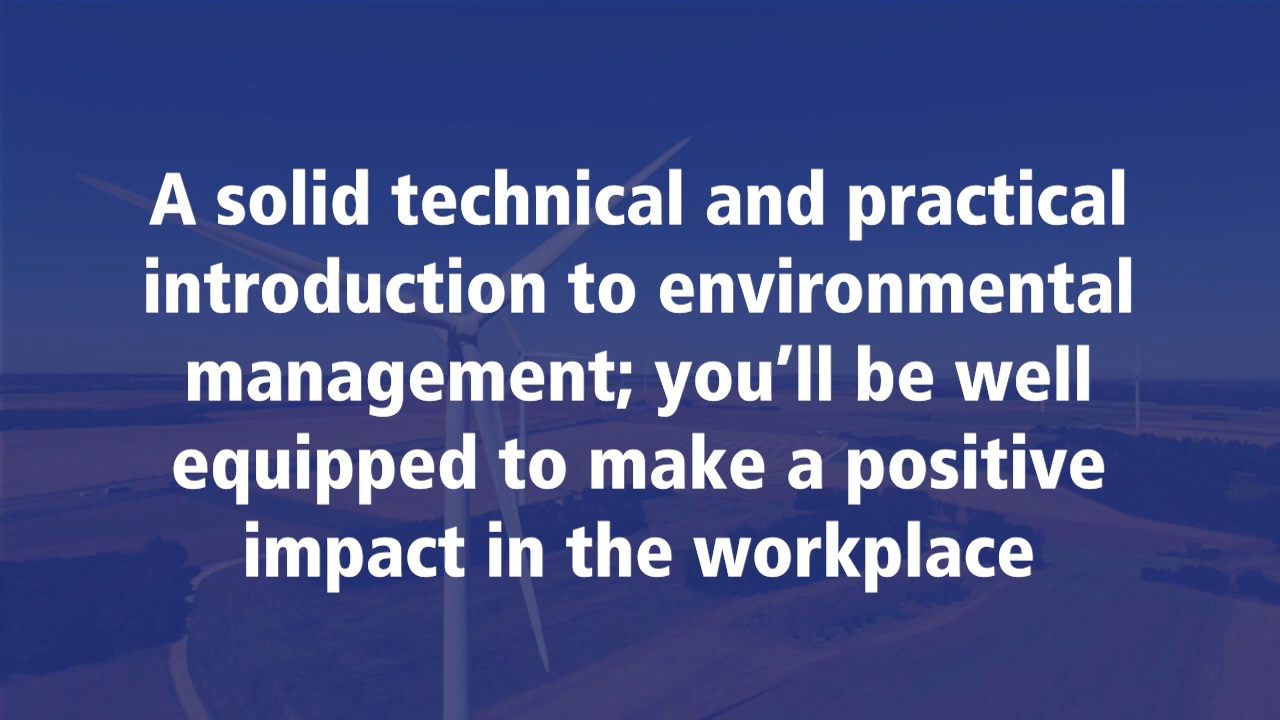 A solid technical and practical
introduction to environmental
management; you’ll be well
equipped to make a positive
impact in the workplace